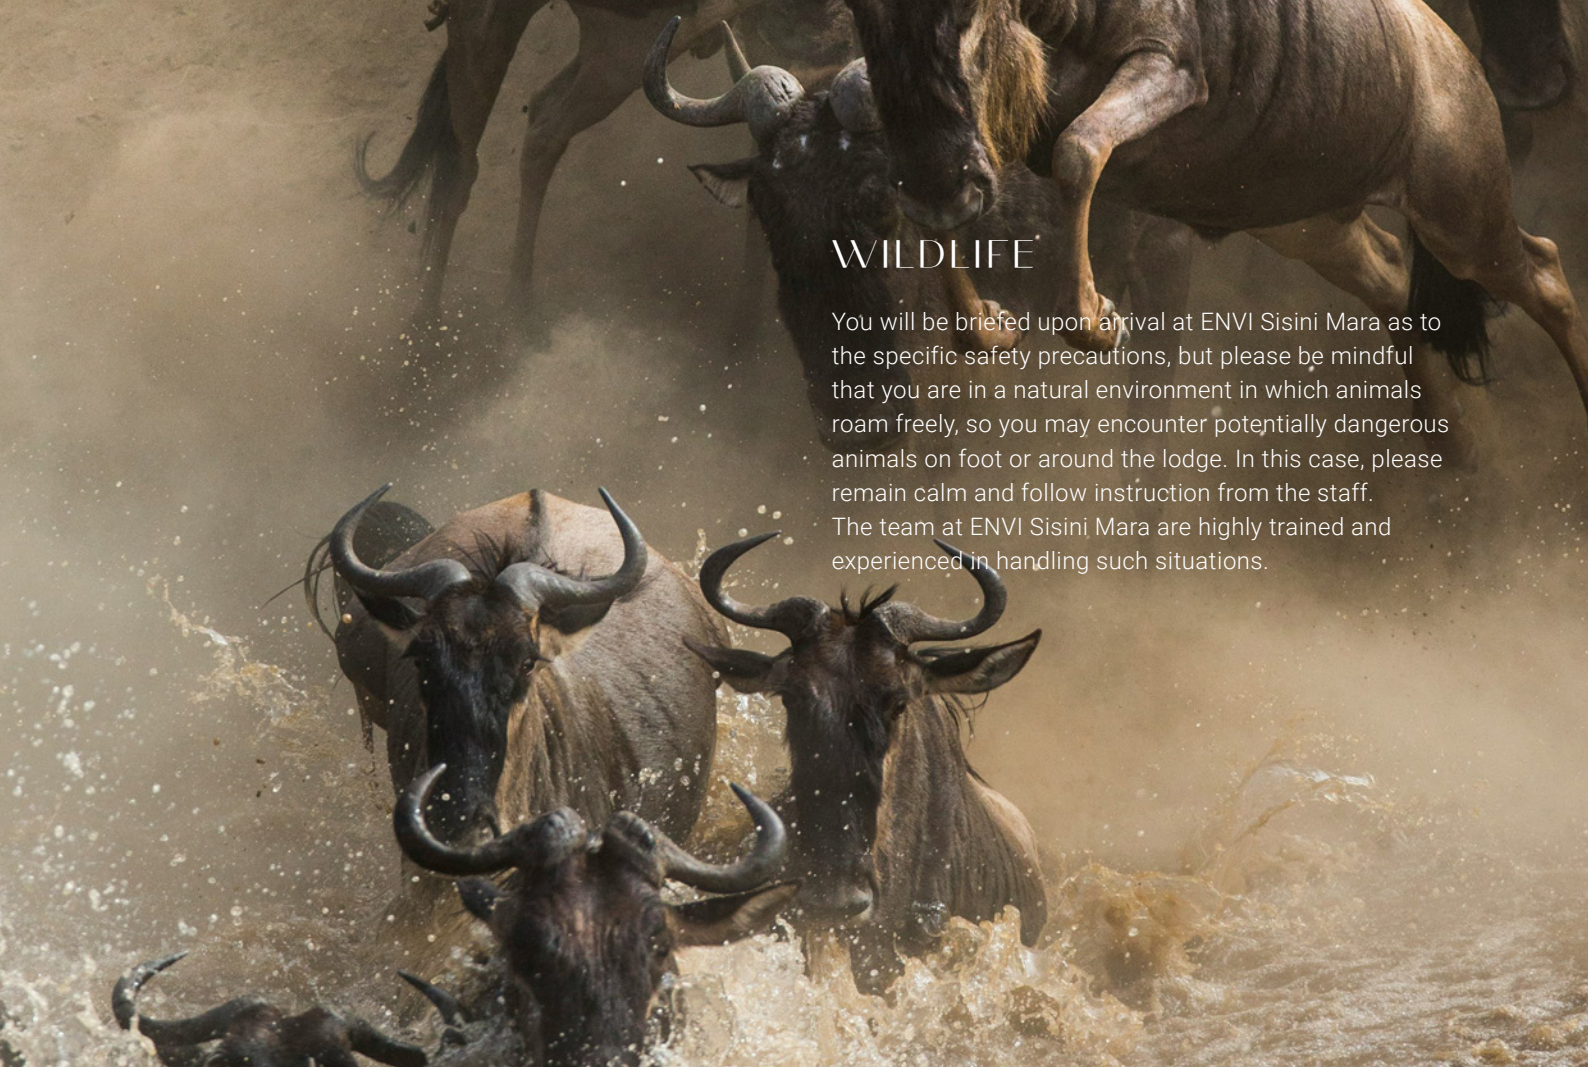 WILDLIFE
You will be briefed upon arrival at ENVI Sisini Mara as to
the specific safety precautions, but please be mindful
that you are in a natural environment in which animals
roam freely, so you may encounter potentially dangerous
animals on foot or around the lodge. In this case, please
remain calm and follow instruction from the staff.
The team at ENVI Sisini Mara are highly trained and
experienced in handling such situations.